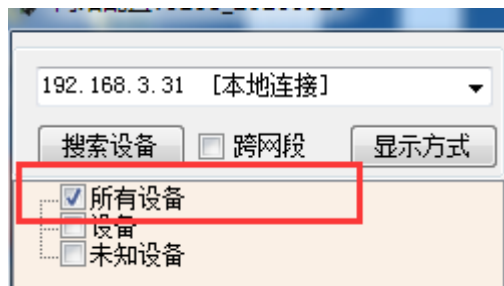 192.168.3.31 [本地连接]
搜索设备 跨网段 显示方式
所有设备
设备
未知设备